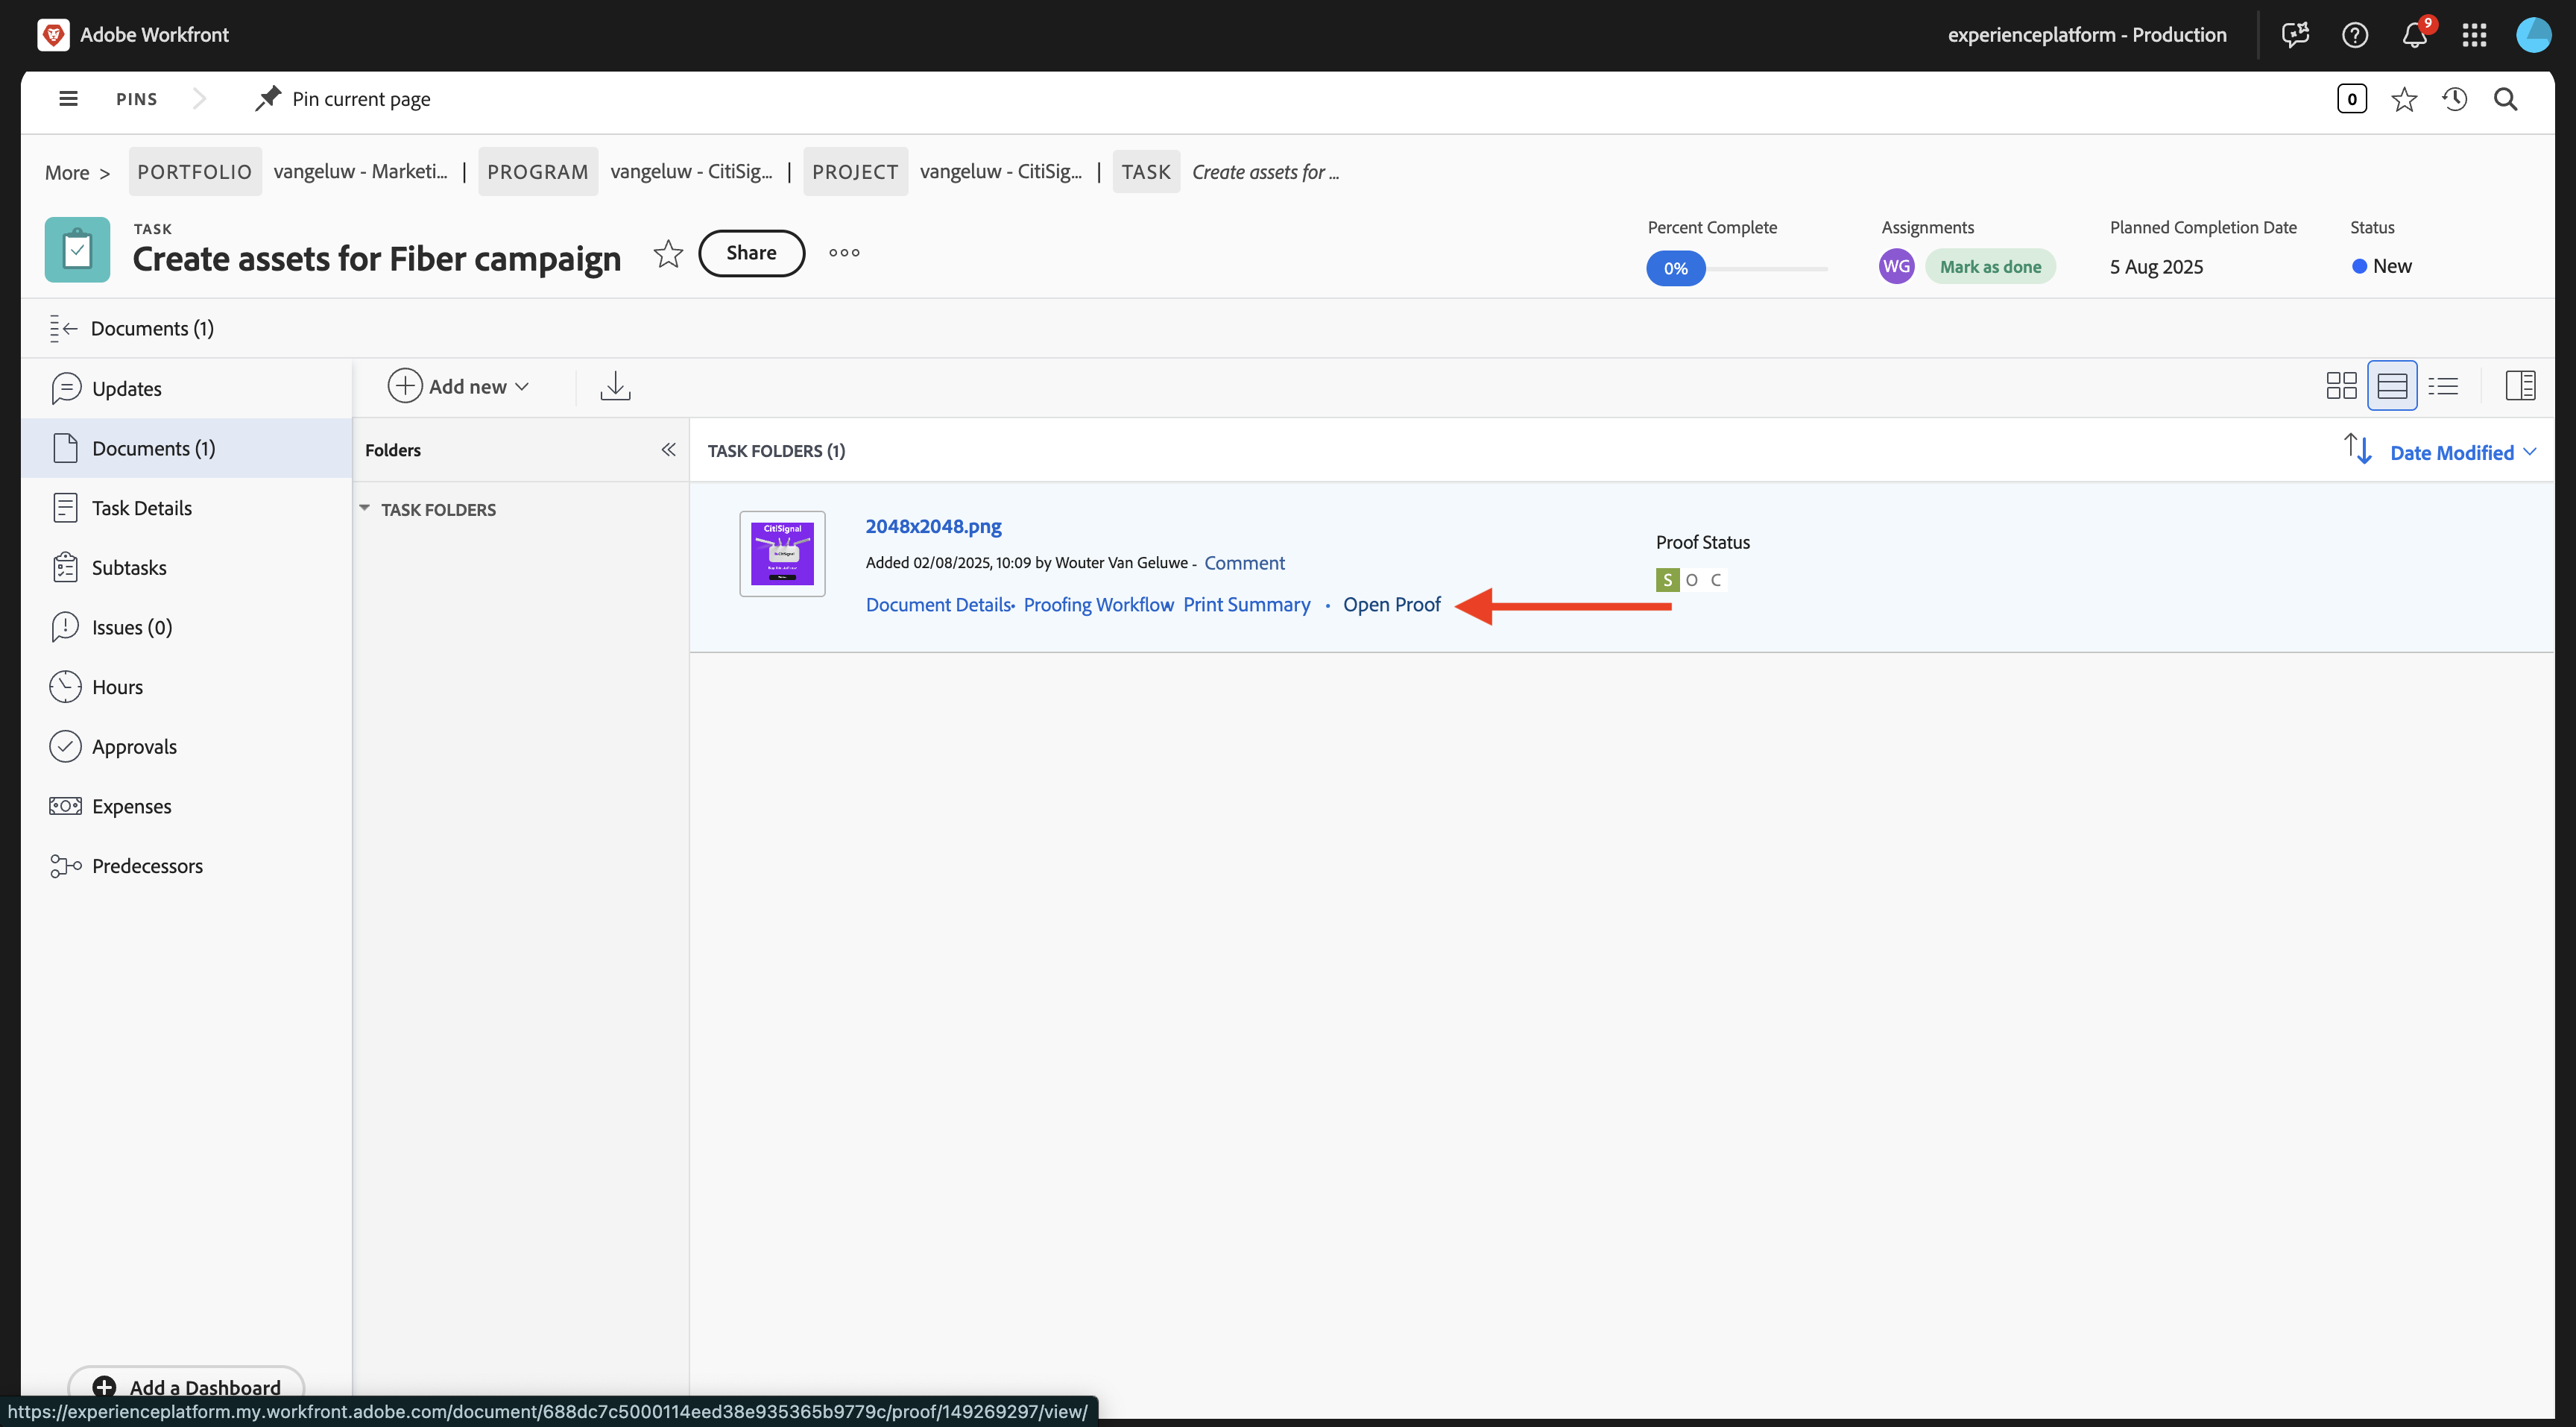 Adobe Workfront
experienceplatform - Production
9
PINS
Pin current page
0
More >
PORTFOLIO
vangeluw - Marketi... |
PROGRAM
vangeluw - CitiSig... |
PROJECT
vangeluw - CitiSig... |
TASK
Create assets for ...
TASK
Create assets for Fiber campaign
Share
Percent Complete
0%
Assignments
WG
Mark as done
Planned Completion Date
5 Aug 2025
Status
New
Documents (1)
Updates
Documents (1)
Task Details
Subtasks
Issues (0)
Hours
Approvals
Expenses
Predecessors
Add a Dashboard
Add new
Folders
TASK FOLDERS
TASK FOLDERS (1)
Date Modified
CitiSignal
2048x2048.png
Added 02/08/2025, 10:09 by Wouter Van Geluwe - Comment
Document Details • Proofing Workflow Print Summary • Open Proof
Proof Status
S O C
https://experienceplatform.my.workfront.adobe.com/document/688dc7c5000114eed38e935365b9779c/proof/149269297/view/